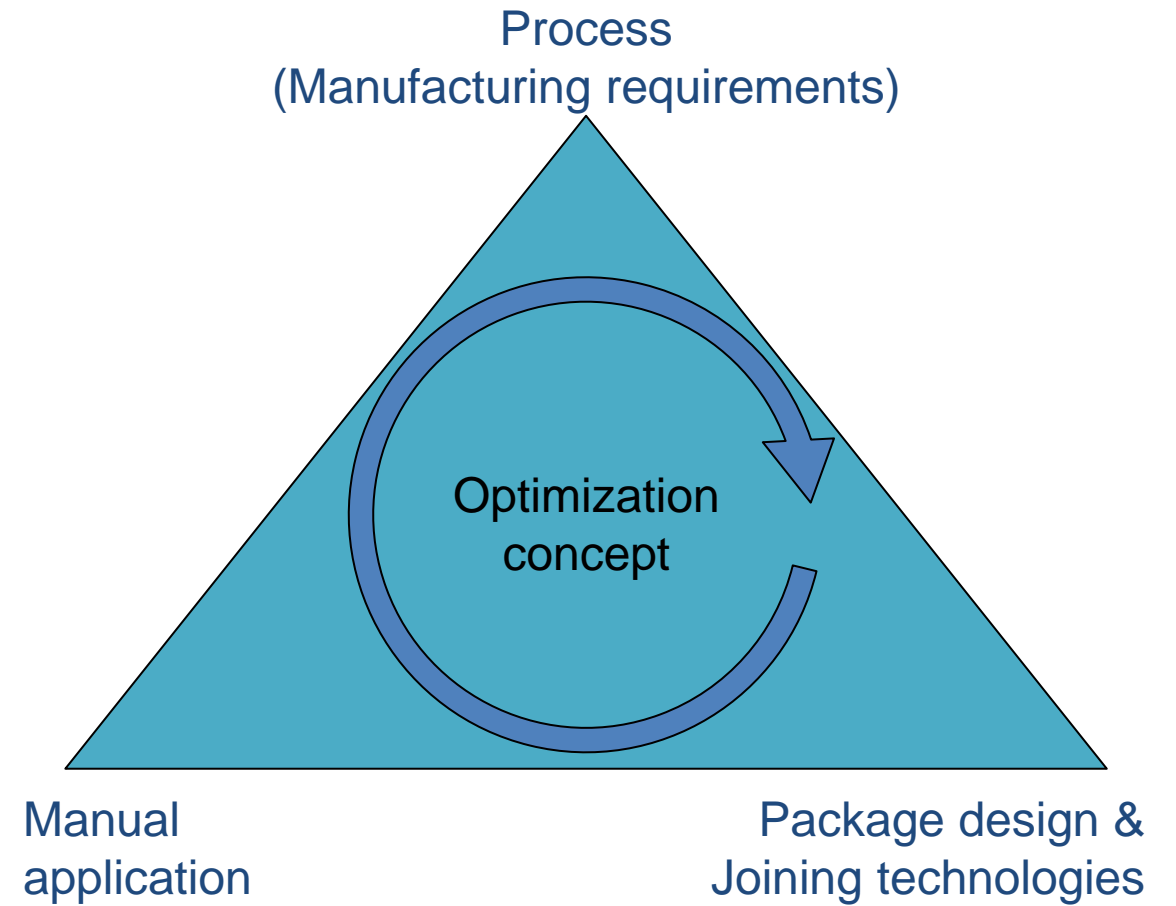 Process
(Manufacturing requirements)
Optimization
concept
Manual
application
Package design &
Joining technologies